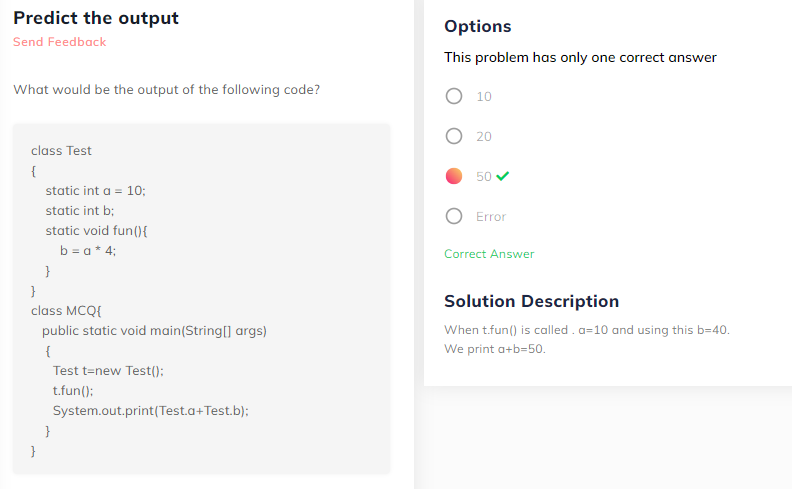 Predict the output
Send Feedback
What would be the output of the following code?
class Test
{
static int a = 10;
static int b;
static void fun(){
b = a * 4;
}
}
class MCQ{
public static void main(String[] args)
{
Test t=new Test();
t.fun();
System.out.print(Test.a+Test.b);
}
}
Options
This problem has only one correct answer
10
20
50
Error
Correct Answer
Solution Description
When t.fun() is called . a=10 and using this b=40.
We print a+b=50.